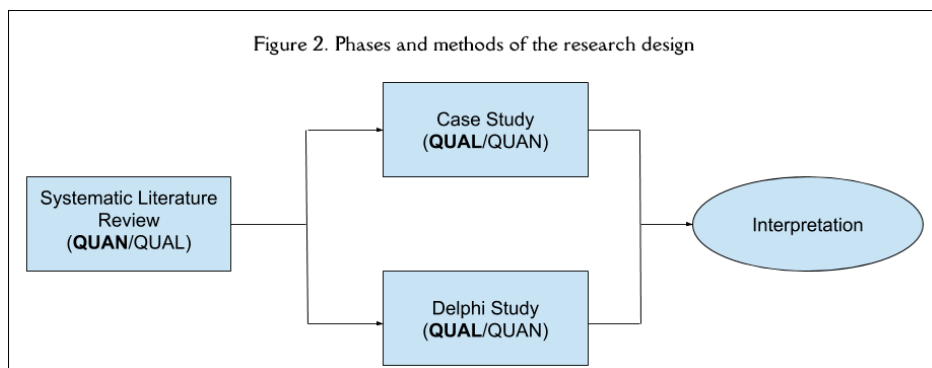 Figure 2. Phases and methods of the research design
Systematic Literature
Review
(QUAN/QUAL)
Case Study
(QUAL/QUAN)
Delphi Study
(QUAL/QUAN)
Interpretation